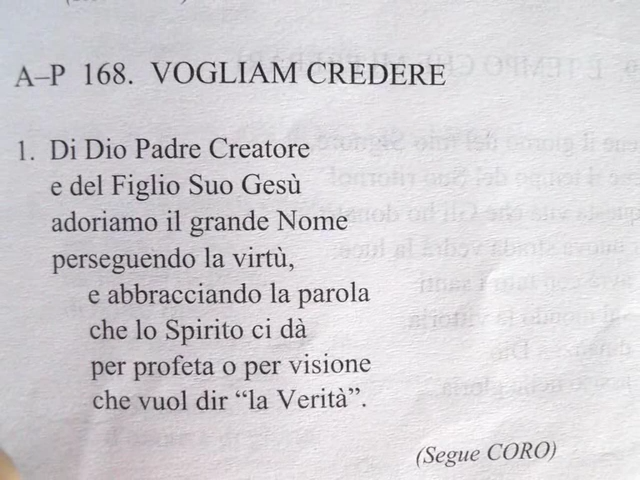 A–P 168. VOGLIAM CREDERE
1. Di Dio Padre Creatore
e del Figlio Suo Gesù
adoriamo il grande Nome
perseguendo la virtù,
e abbracciando la parola
che lo Spirito ci dà
per profeta o per visione
che vuol dir “la Verità”.
(Segue CORO)